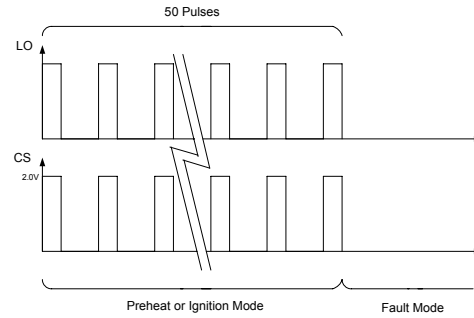 50 Pulses
LO
CS
2.0V
Preheat or Ignition Mode
Fault Mode